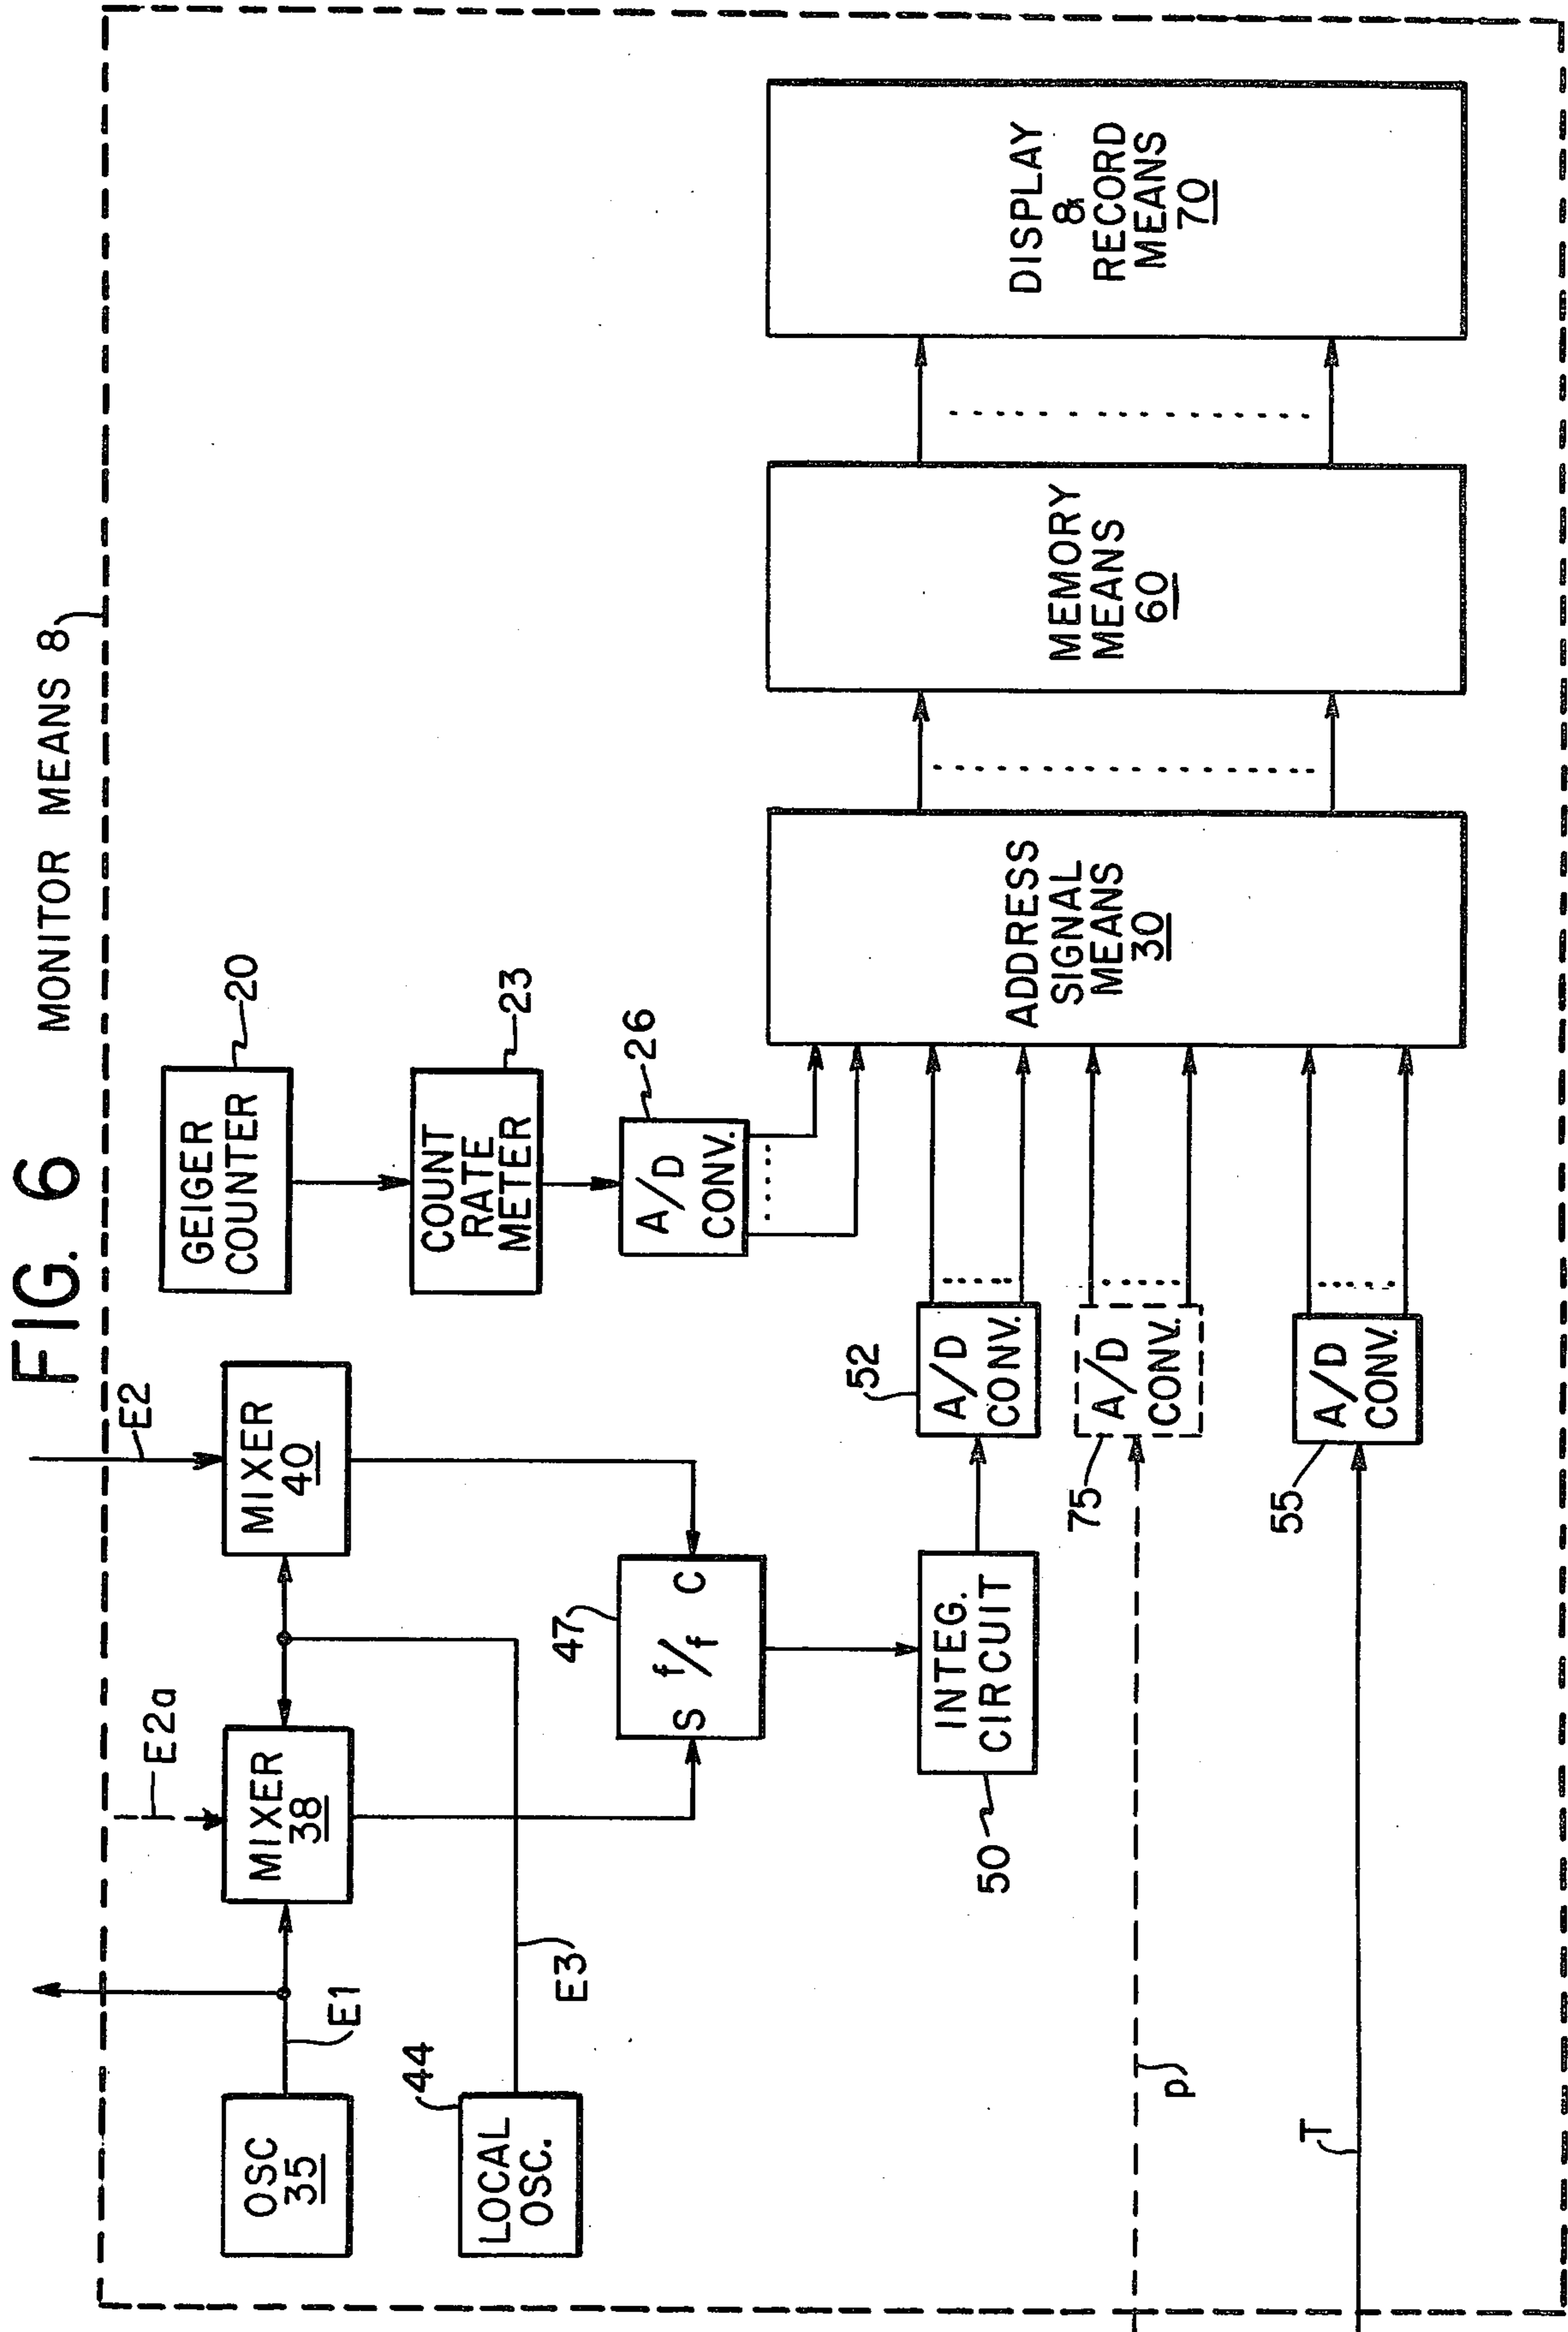 FIG. 6
MONITOR MEANS 8
E1
E2a
E2
OSC
35
MIXER
38
MIXER
40
GEIGER
COUNTER
20
44
LOCAL
OSC.
E3
COUNT
RATE
METER
23
47
S f/f C
A/D
CONV.
26
50
INTEG.
CIRCUIT
52
A/D
CONV.
p
75
A/D
CONV.
T
55
A/D
CONV.
ADDRESS
SIGNAL
MEANS
30
MEMORY
MEANS
60
DISPLAY
&
RECORD
MEANS
70